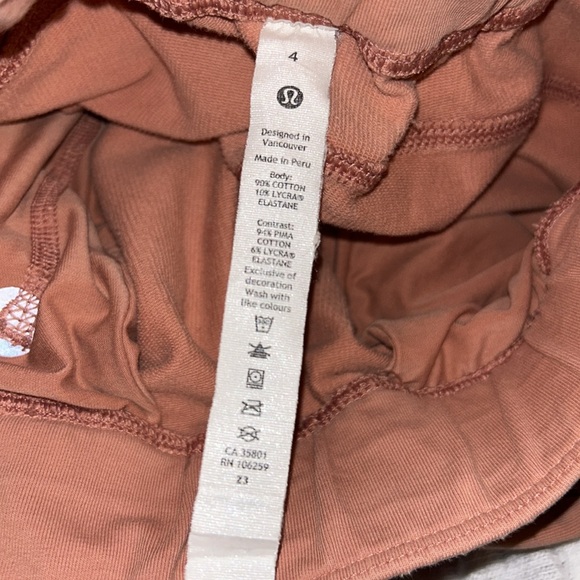 4
Designed in
Vancouver
Made in Peru
Body:
90% COTTON
10% LYCRA®
ELASTANE
Contrast:
94% PIMA
COTTON
6% LYCRA®
ELASTANE
Exclusive of
decoration
Wash with
like colours
CA 35801
RN 106259
23